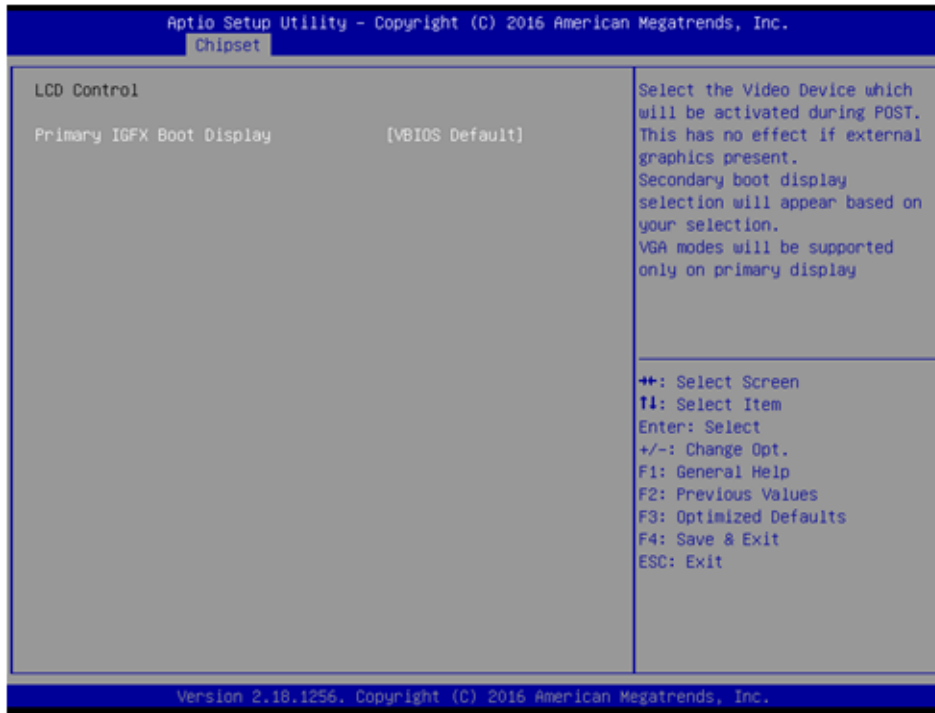 Aptio Setup Utility – Copyright (C) 2016 American Megatrends, Inc.
Chipset
LCD Control
Primary IGFX Boot Display [VBIOS Default]
Select the Video Device which
will be activated during POST.
This has no effect if external
graphics present.
Secondary boot display
selection will appear based on
your selection.
VGA modes will be supported
only on primary display
→←: Select Screen
↑↓: Select Item
Enter: Select
+/-: Change Opt.
F1: General Help
F2: Previous Values
F3: Optimized Defaults
F4: Save & Exit
ESC: Exit
Version 2.18.1256. Copyright (C) 2016 American Megatrends, Inc.